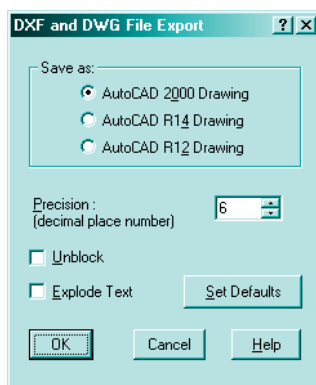 DXF and DWG File Export
Save as:
AutoCAD 2000 Drawing
AutoCAD R14 Drawing
AutoCAD R12 Drawing
Precision : 6
(decimal place number)
Unblock
Explode Text Set Defaults
OK Cancel Help